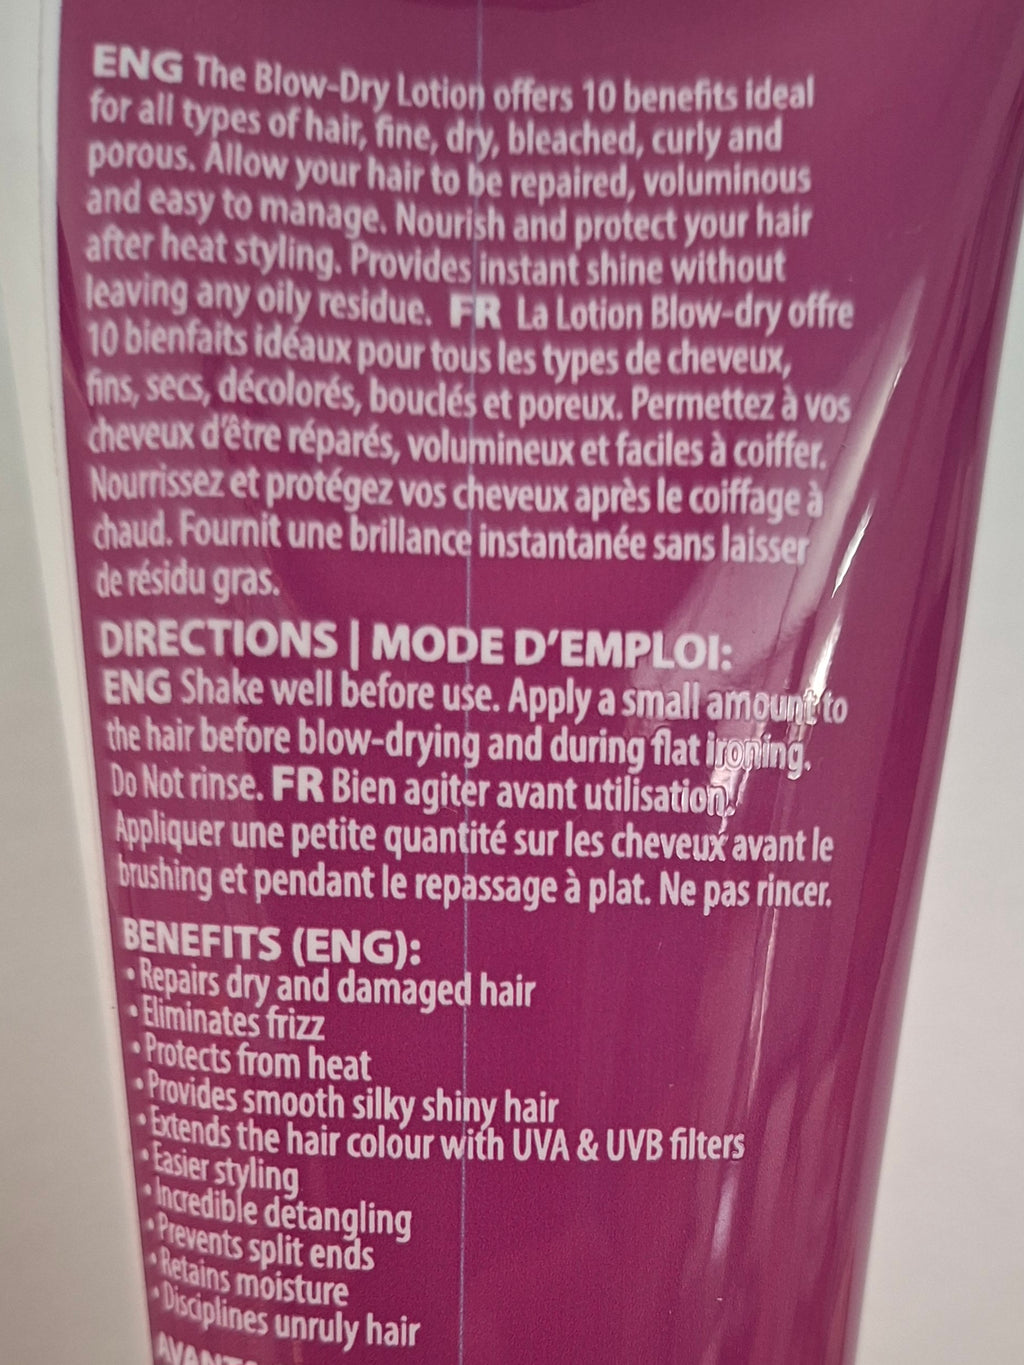 ENG The Blow-Dry Lotion offers 10 benefits ideal
for all types of hair, fine, dry, bleached, curly and
porous. Allow your hair to be repaired, voluminous
and easy to manage. Nourish and protect your hair
after heat styling. Provides instant shine without
leaving any oily residue. FR La Lotion Blow-dry offre
10 bienfaits idéaux pour tous les types de cheveux,
fins, secs, décolorés, bouclés et poreux. Permettez à vos
cheveux d'être réparés, volumineux et faciles à coiffer.
Nourrissez et protégez vos cheveux après le coiffage à
chaud. Fournit une brillance instantanée sans laisser
de résidu gras.
DIRECTIONS | MODE D'EMPLOI:
ENG Shake well before use. Apply a small amount to
the hair before blow-drying and during flat ironing.
Do Not rinse. FR Bien agiter avant utilisation.
Appliquer une petite quantité sur les cheveux avant le
brushing et pendant le repassage à plat. Ne pas rincer.
BENEFITS (ENG):
• Repairs dry and damaged hair
• Eliminates frizz
• Protects from heat
• Provides smooth silky shiny hair
• Extends the hair colour with UVA & UVB filters
• Easier styling
• Incredible detangling
• Prevents split ends
• Retains moisture
• Disciplines unruly hair